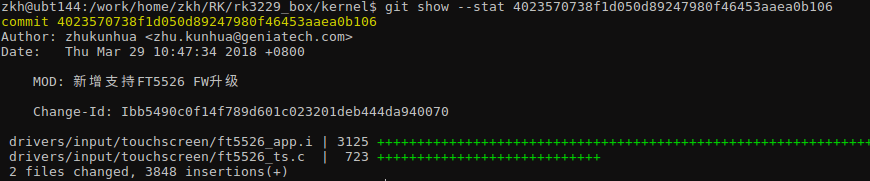 zkh@ubt144:/work/home/zkh/RK/rk3229_box/kernel$ git show --stat 4023570738f1d050d89247980f46453aaea0b106
commit 4023570738f1d050d89247980f46453aaea0b106
Author: zhukunhua <zhu.kunhua@geniatech.com>
Date:   Thu Mar 29 10:47:34 2018 +0800
MOD: 新增支持FT5526 FW升级
Change-Id: Ibb5490c0f14f789d601c023201deb444da940070
drivers/input/touchscreen/ft5526_app.i | 3125 ++++++++++++++++++++++++++++++++++++++++++++++++++++++++++++++
drivers/input/touchscreen/ft5526_ts.c  |  723 ++++++++++++++++++++++++++++
2 files changed, 3848 insertions(+)